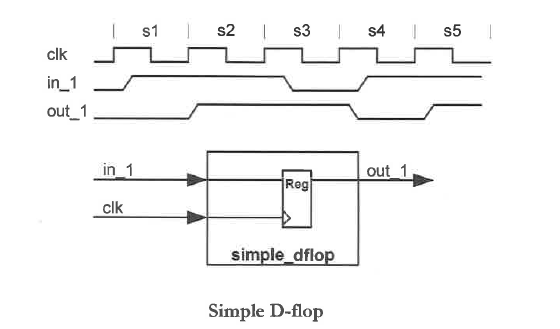 s1 s2 s3 s4 s5
clk
in_1
out_1
in_1 Reg out_1
clk
simple_dflop
Simple D-flop